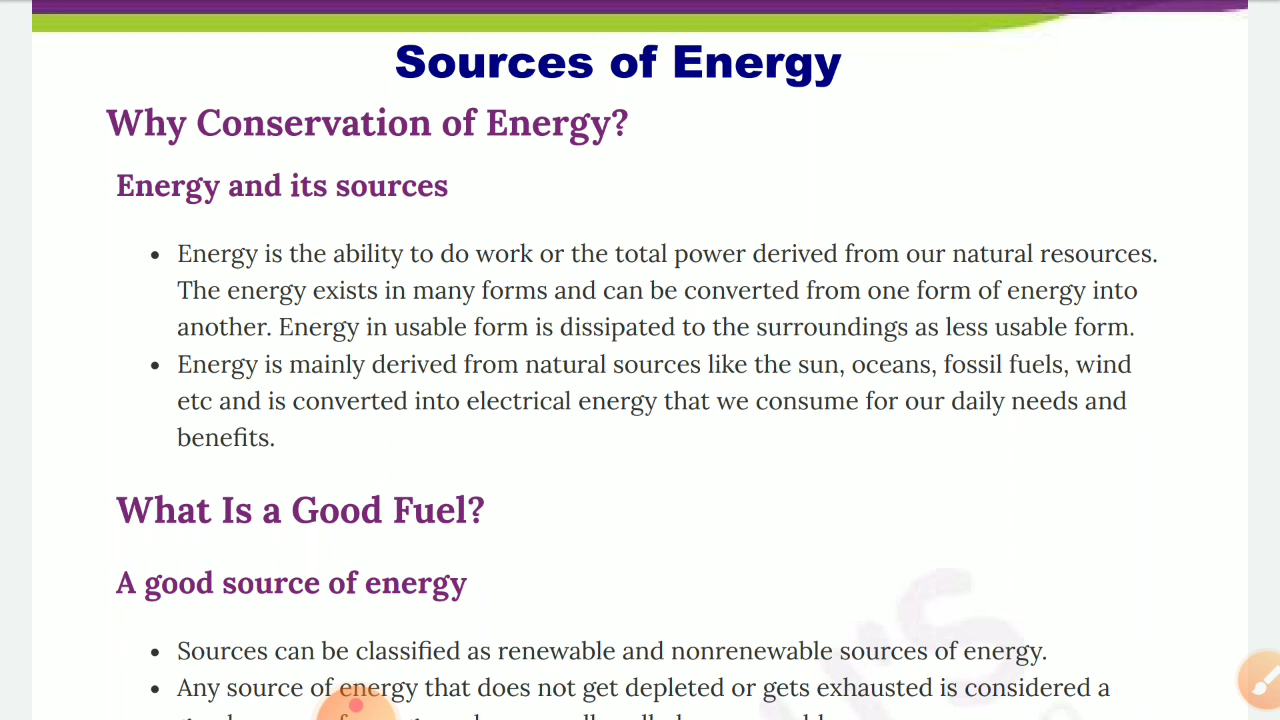 Sources of Energy
Why Conservation of Energy?
Energy and its sources
• Energy is the ability to do work or the total power derived from our natural resources.
The energy exists in many forms and can be converted from one form of energy into
another. Energy in usable form is dissipated to the surroundings as less usable form.
• Energy is mainly derived from natural sources like the sun, oceans, fossil fuels, wind
etc and is converted into electrical energy that we consume for our daily needs and
benefits.
What Is a Good Fuel?
A good source of energy
• Sources can be classified as renewable and nonrenewable sources of energy.
• Any source of energy that does not get depleted or gets exhausted is considered a